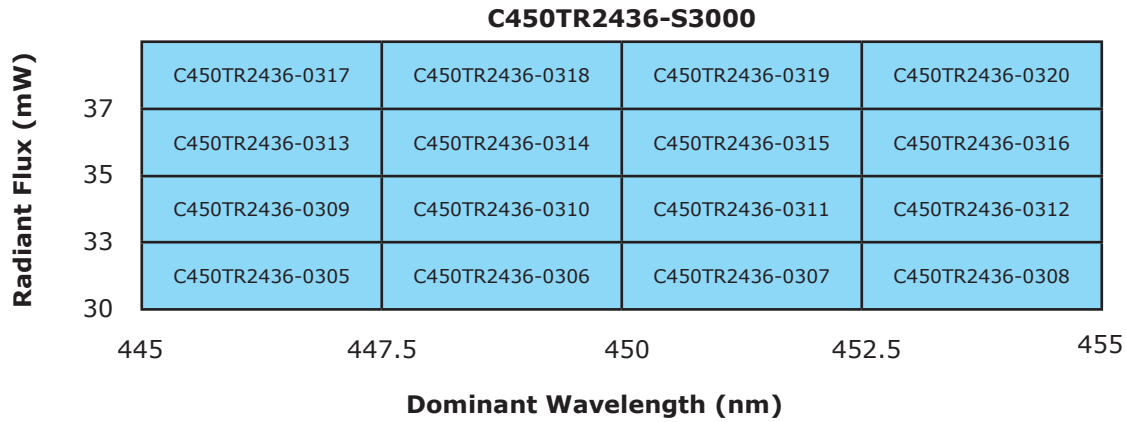 C450TR2436-S3000
Radiant Flux (mW)
C450TR2436-0317 C450TR2436-0318 C450TR2436-0319 C450TR2436-0320
37
C450TR2436-0313 C450TR2436-0314 C450TR2436-0315 C450TR2436-0316
35
C450TR2436-0309 C450TR2436-0310 C450TR2436-0311 C450TR2436-0312
33
C450TR2436-0305 C450TR2436-0306 C450TR2436-0307 C450TR2436-0308
30
445 447.5 450 452.5 455
Dominant Wavelength (nm)